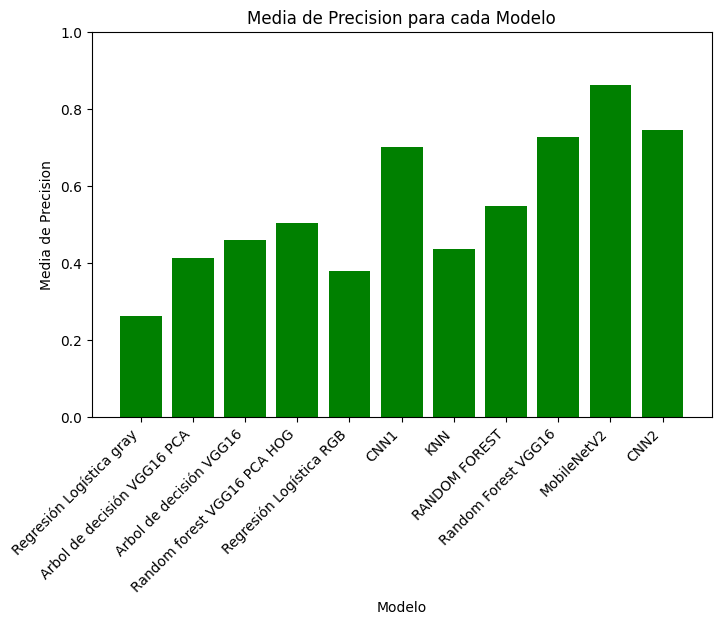 Media de Precision para cada Modelo
1.0
0.8
0.6
0.4
0.2
0.0
Media de Precision
Regresión Logística gray
Arbol de decisión VGG16 PCA
Arbol de decisión VGG16
Random forest VGG16 PCA HOG
Regresión Logística RGB
CNN1
KNN
RANDOM FOREST
Random Forest VGG16
MobileNetV2
CNN2
Modelo